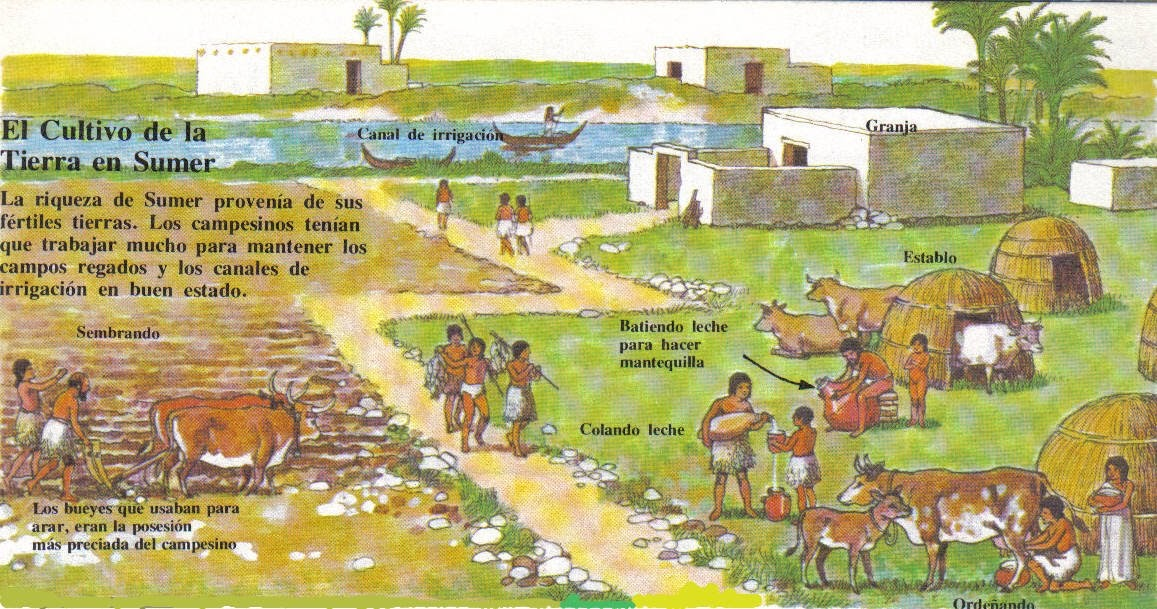 El Cultivo de la
Tierra en Sumer
La riqueza de Sumer provenía de sus
fértiles tierras. Los campesinos tenían
que trabajar mucho para mantener los
campos regados y los canales de
irrigación en buen estado.
Canal de irrigación
Granja
Establo
Sembrando
Batiendo leche
para hacer
mantequilla
Colando leche
Los bueyes que usaban para
arar, eran la posesión
más preciada del campesino
Ordeñando